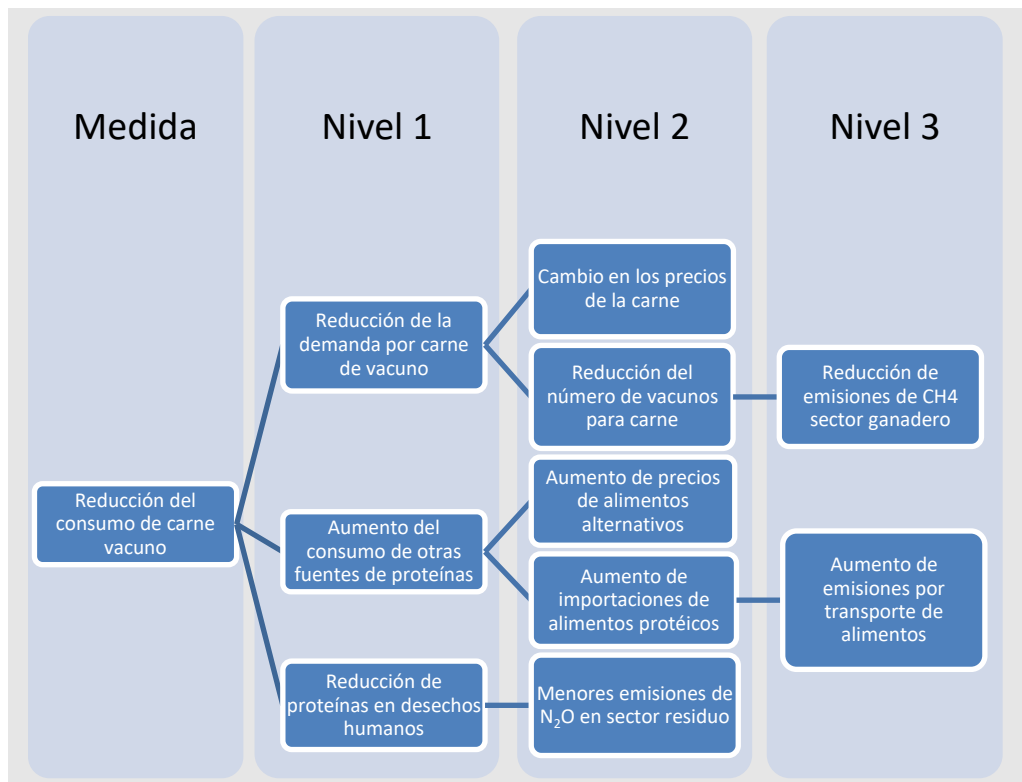 Medida
Nivel 1
Nivel 2
Nivel 3
Reducción del
consumo de carne
vacuno
Reducción de la
demanda por carne
de vacuno
Cambio en los precios
de la carne
Reducción del
número de vacunos
para carne
Reducción de
emisiones de CH4
sector ganadero
Aumento del
consumo de otras
fuentes de proteínas
Aumento de precios
de alimentos
alternativos
Aumento de
importaciones de
alimentos protéicos
Aumento de
emisiones por
transporte de
alimentos
Reducción de
proteínas en desechos
humanos
Menores emisiones de
N₂O en sector residuo